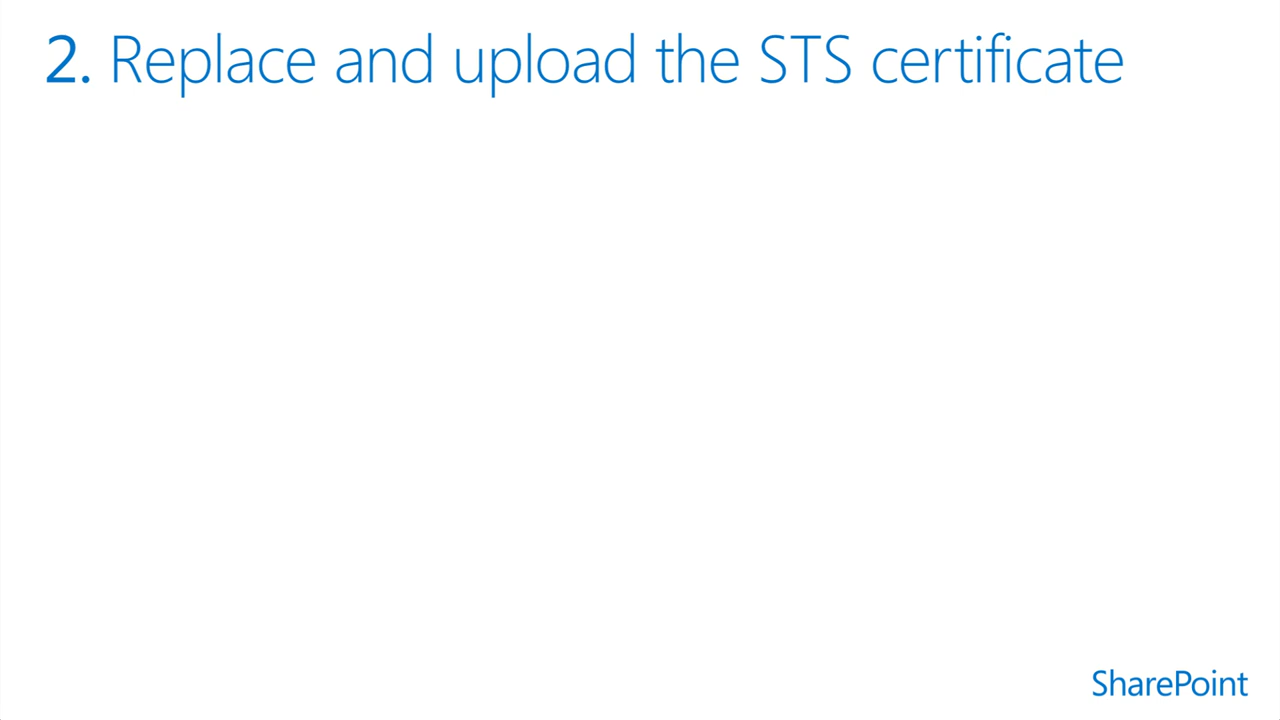 2. Replace and upload the STS certificate
SharePoint